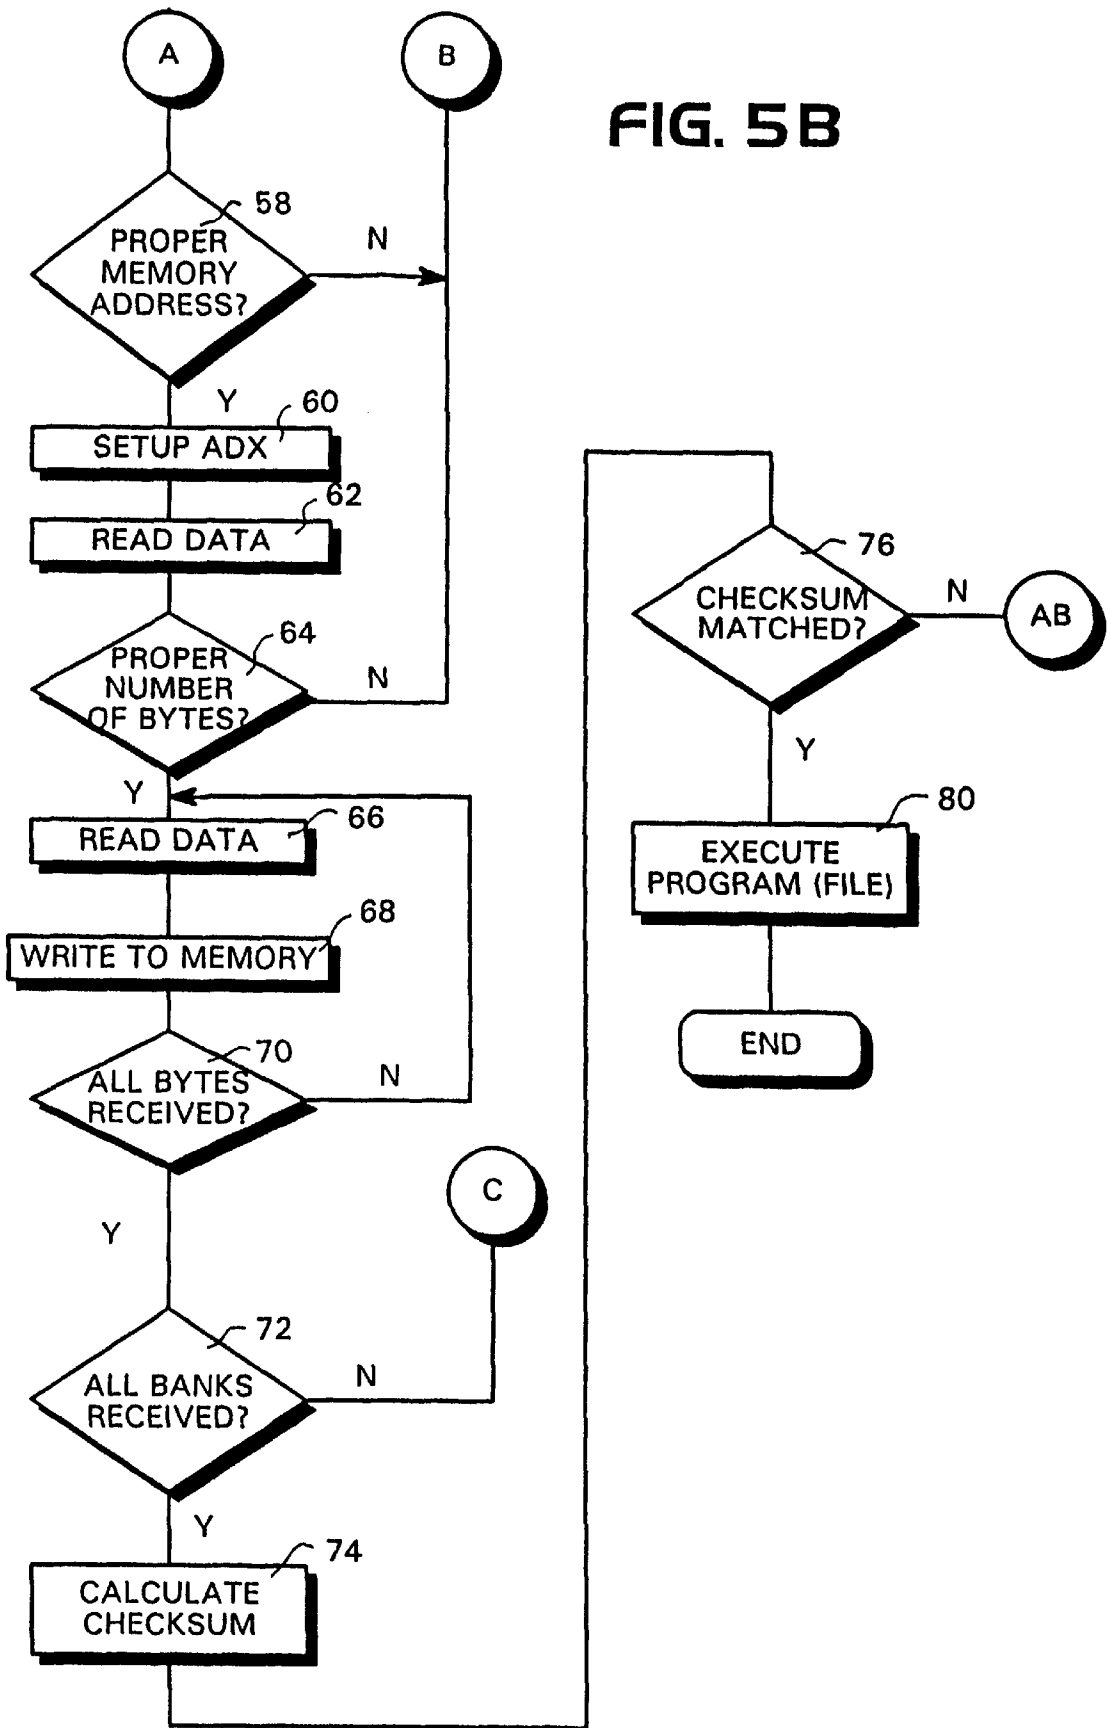 A
B
FIG. 5B
58
PROPER
MEMORY
ADDRESS?
N
Y
60
SETUP ADX
62
READ DATA
64
PROPER
NUMBER
OF BYTES?
N
Y
66
READ DATA
68
WRITE TO MEMORY
70
ALL BYTES
RECEIVED?
N
Y
C
72
ALL BANKS
RECEIVED?
N
Y
74
CALCULATE
CHECKSUM
76
CHECKSUM
MATCHED?
N
AB
Y
80
EXECUTE
PROGRAM (FILE)
END